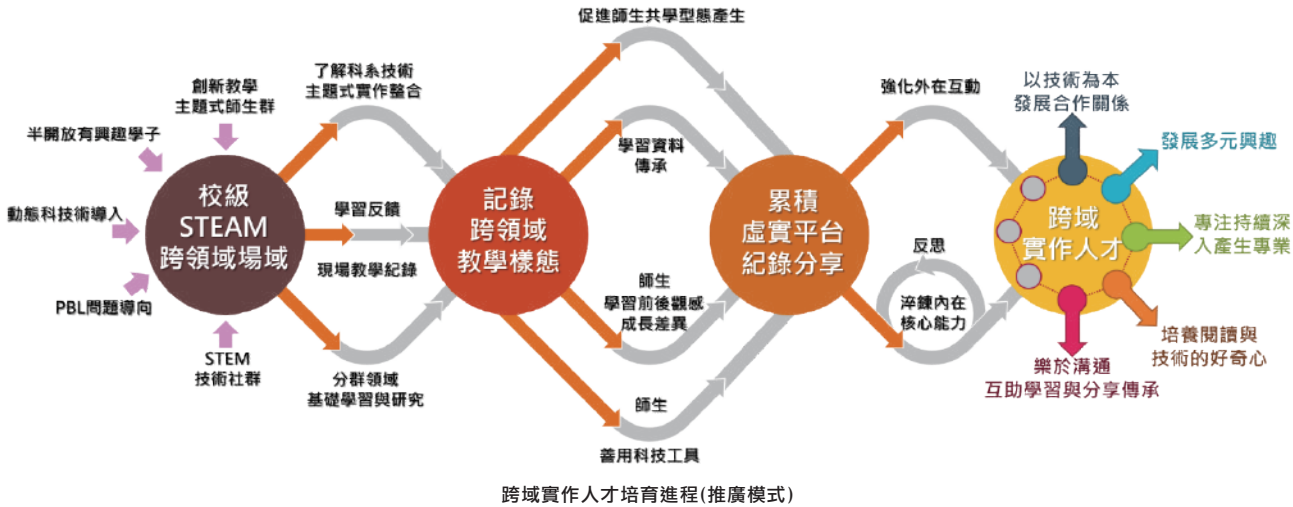 創新教學
主題式師生群
半開放有興趣學子
動態科技術導入
PBL問題導向
STEM
技術社群
校級
STEAM
跨領域場域
了解科系技術
主題式實作整合
學習反饋
現場教學紀錄
分群領域
基礎學習與研究
記錄
跨領域
教學樣態
促進師生共學型態產生
學習資料
傳承
師生
學習前後觀感
成長差異
師生
善用科技工具
累積
虛實平台
紀錄分享
強化外在互動
反思
淬鍊內在
核心能力
跨域
實作人才
以技術為本
發展合作關係
發展多元興趣
專注持續深
入產生專業
培養閱讀與
技術的好奇心
樂於溝通
互助學習與分享傳承
跨域實作人才培育進程(推廣模式)